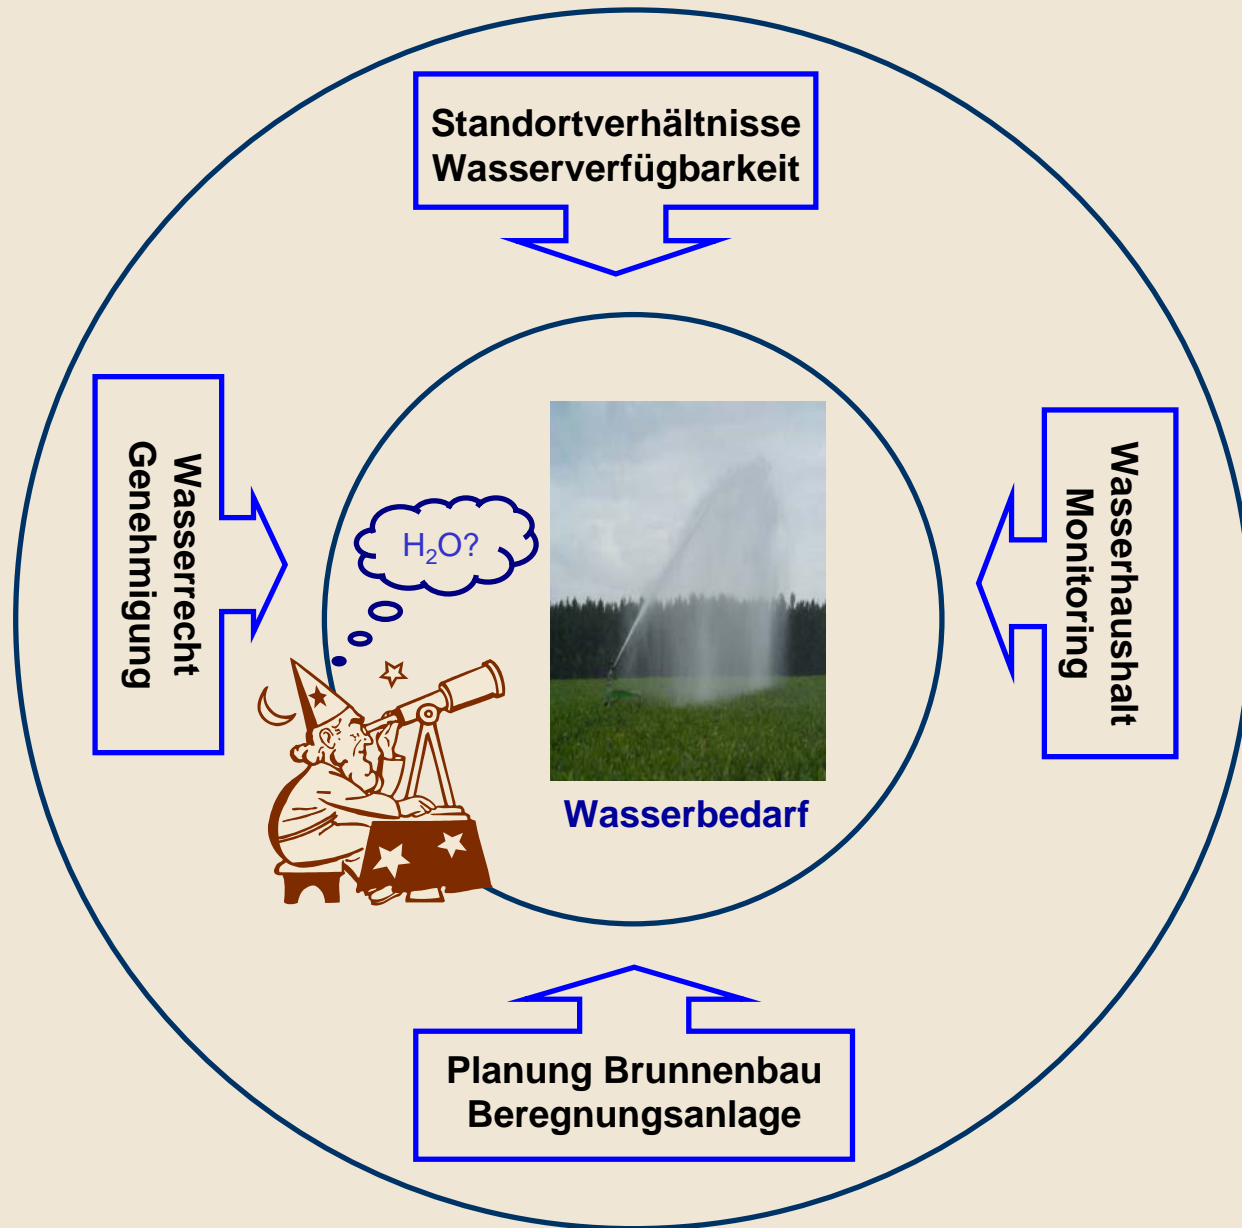 Standortverhältnisse
Wasserverfügbarkeit
Wasserrecht
Genehmigung
H₂O?
Wasserhaushalt
Monitoring
Wasserbedarf
Planung Brunnenbau
Beregnungsanlage